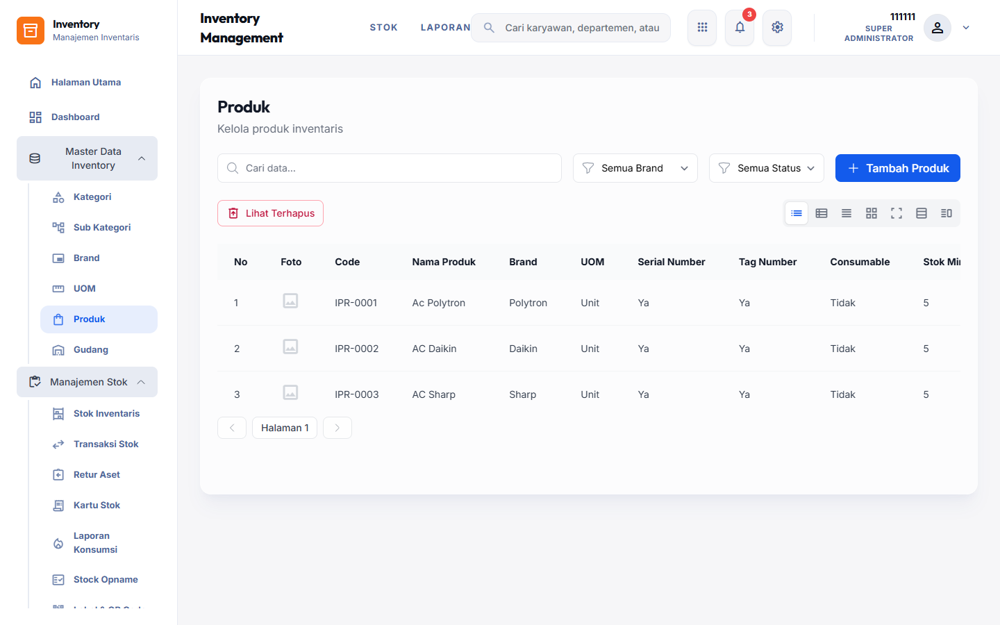 Inventory
Manajemen Inventaris
Halaman Utama
Dashboard
Master Data
Inventory
Kategori
Sub Kategori
Brand
UOM
Produk
Gudang
Manajemen Stok
Stok Inventaris
Transaksi Stok
Retur Aset
Kartu Stok
Laporan
Konsumsi
Stock Opname
Inventory
Management
STOK
LAPORAN
Cari karyawan, departemen, atau
3
111111
SUPER
ADMINISTRATOR
Produk
Kelola produk inventaris
Cari data...
Semua Brand
Semua Status
Tambah Produk
Lihat Terhapus
No Foto Code Nama Produk Brand UOM Serial Number Tag Number Consumable Stok
1 IPR-0001 Ac Polytron Polytron Unit Ya Ya Tidak 5
2 IPR-0002 AC Daikin Daikin Unit Ya Ya Tidak 5
3 IPR-0003 AC Sharp Sharp Unit Ya Ya Tidak 5
Halaman 1